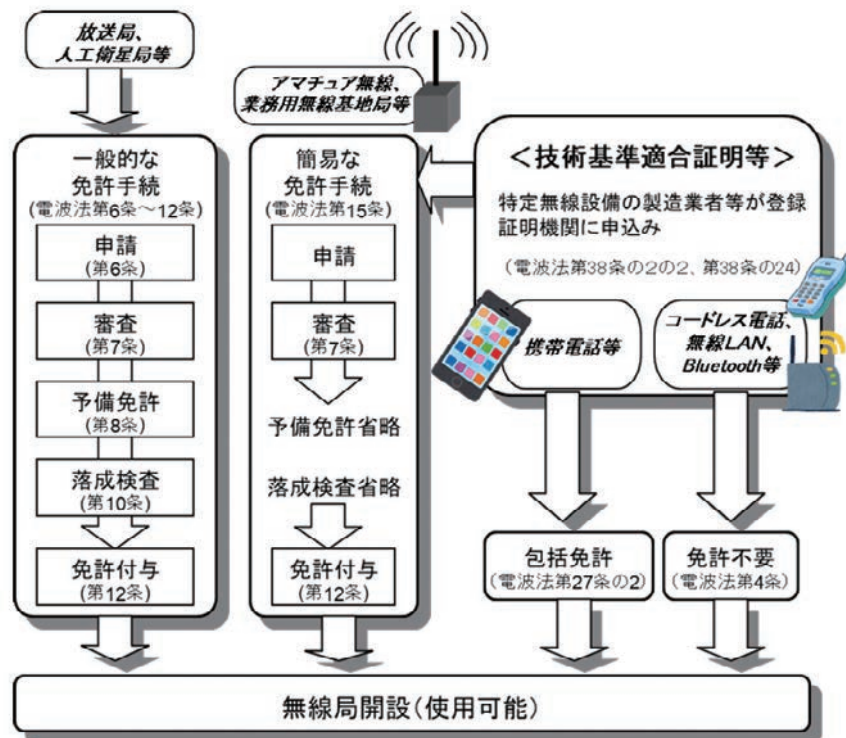 放送局、
人工衛星局等
一般的な
免許手続
(電波法第6条～12条)
申請
(第6条)
審査
(第7条)
予備免許
(第8条)
落成検査
(第10条)
免許付与
(第12条)
アマチュア無線、
業務用無線基地局等
簡易な
免許手続
(電波法第15条)
申請
審査
(第7条)
予備免許省略
落成検査省略
免許付与
(第12条)
＜技術基準適合証明等＞
特定無線設備の製造業者等が登録
証明機関に申込み
(電波法第38条の2の2、第38条の24)
携帯電話等
コードレス電話、
無線LAN、
Bluetooth等
包括免許
(電波法第27条の2)
免許不要
(電波法第4条)
無線局開設(使用可能)